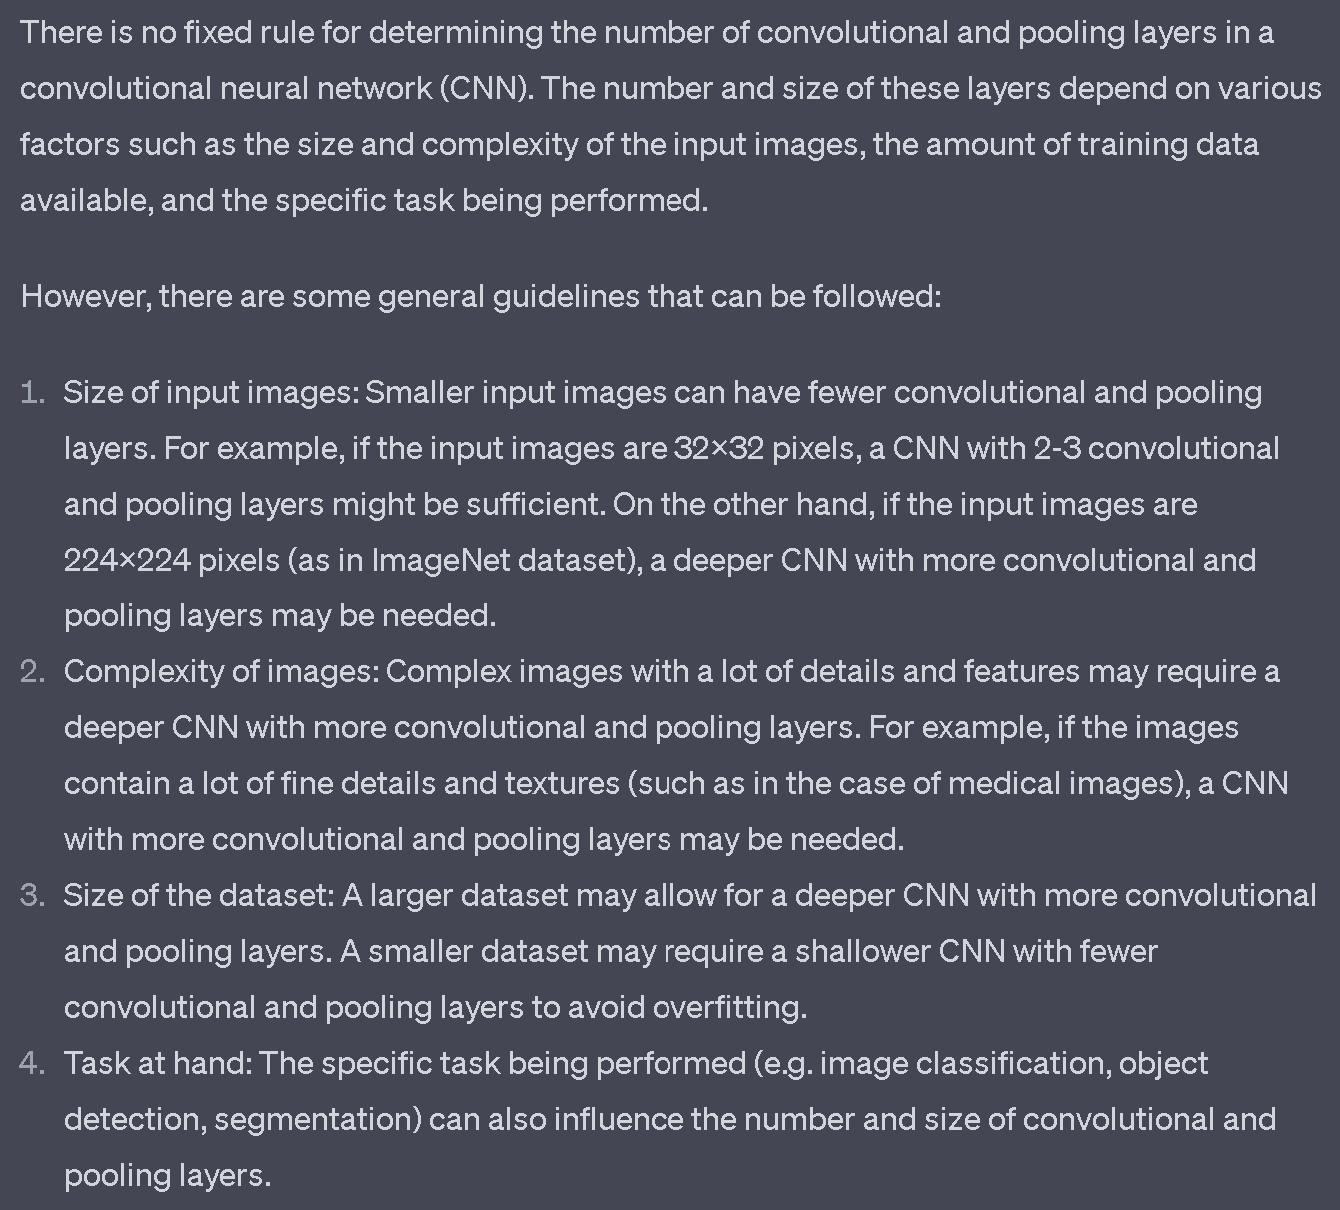 There is no fixed rule for determining the number of convolutional and pooling layers in a
convolutional neural network (CNN). The number and size of these layers depend on various
factors such as the size and complexity of the input images, the amount of training data
available, and the specific task being performed.
However, there are some general guidelines that can be followed:
1. Size of input images: Smaller input images can have fewer convolutional and pooling
layers. For example, if the input images are 32×32 pixels, a CNN with 2-3 convolutional
and pooling layers might be sufficient. On the other hand, if the input images are
224×224 pixels (as in ImageNet dataset), a deeper CNN with more convolutional and
pooling layers may be needed.
2. Complexity of images: Complex images with a lot of details and features may require a
deeper CNN with more convolutional and pooling layers. For example, if the images
contain a lot of fine details and textures (such as in the case of medical images), a CNN
with more convolutional and pooling layers may be needed.
3. Size of the dataset: A larger dataset may allow for a deeper CNN with more convolutional
and pooling layers. A smaller dataset may require a shallower CNN with fewer
convolutional and pooling layers to avoid overfitting.
4. Task at hand: The specific task being performed (e.g. image classification, object
detection, segmentation) can also influence the number and size of convolutional and
pooling layers.